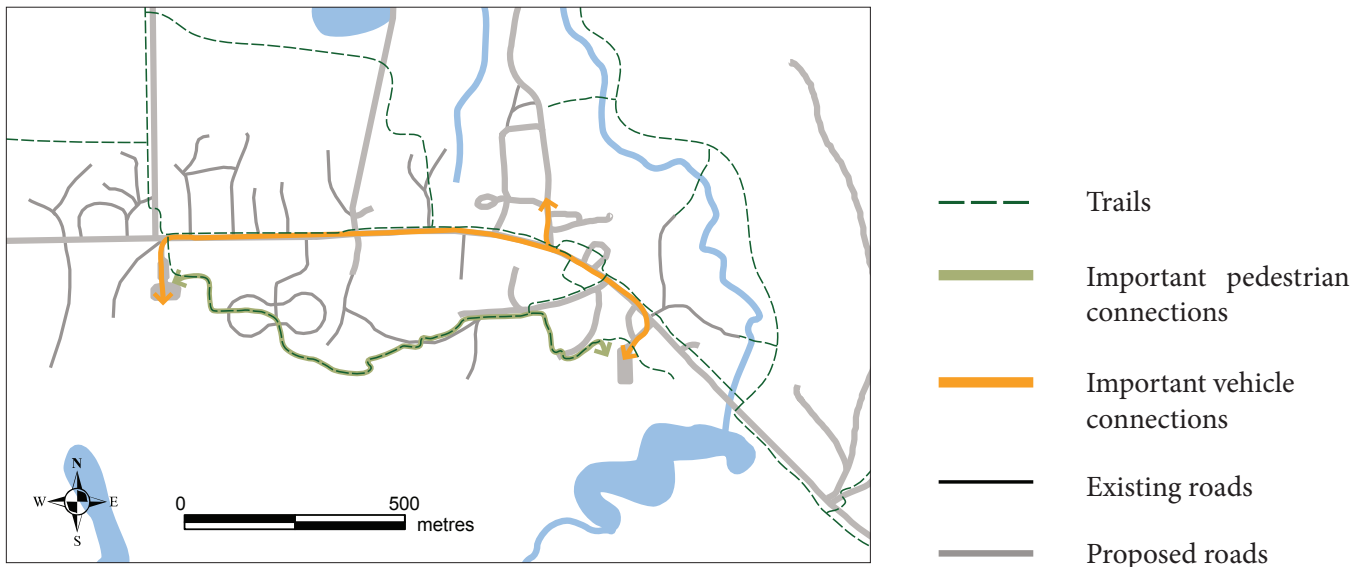 N
W E
S
0 500
metres
Trails
Important pedestrian
connections
Important vehicle
connections
Existing roads
Proposed roads